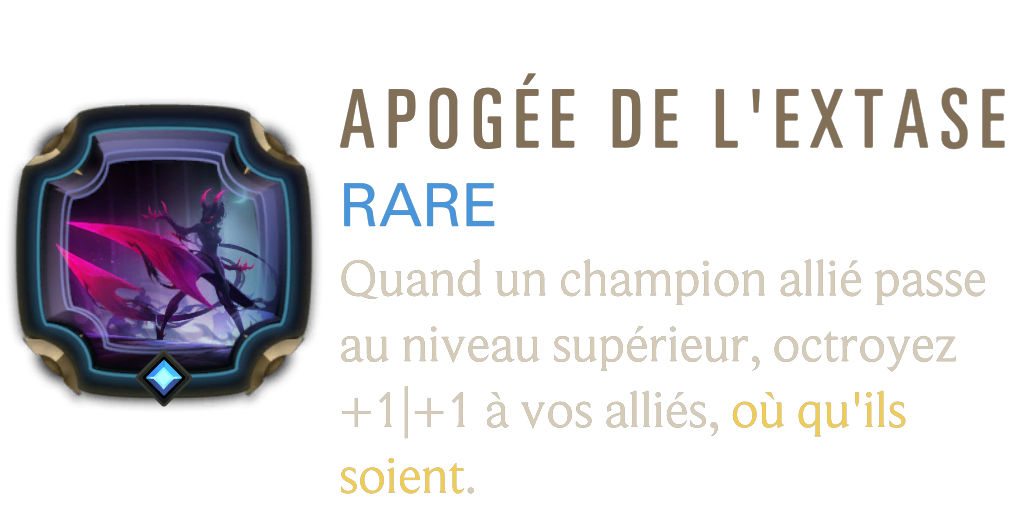 APOGÉE DE L'EXTASE
RARE
Quand un champion allié passe
au niveau supérieur, octroyez
+1|+1 à vos alliés, où qu'ils
soient.